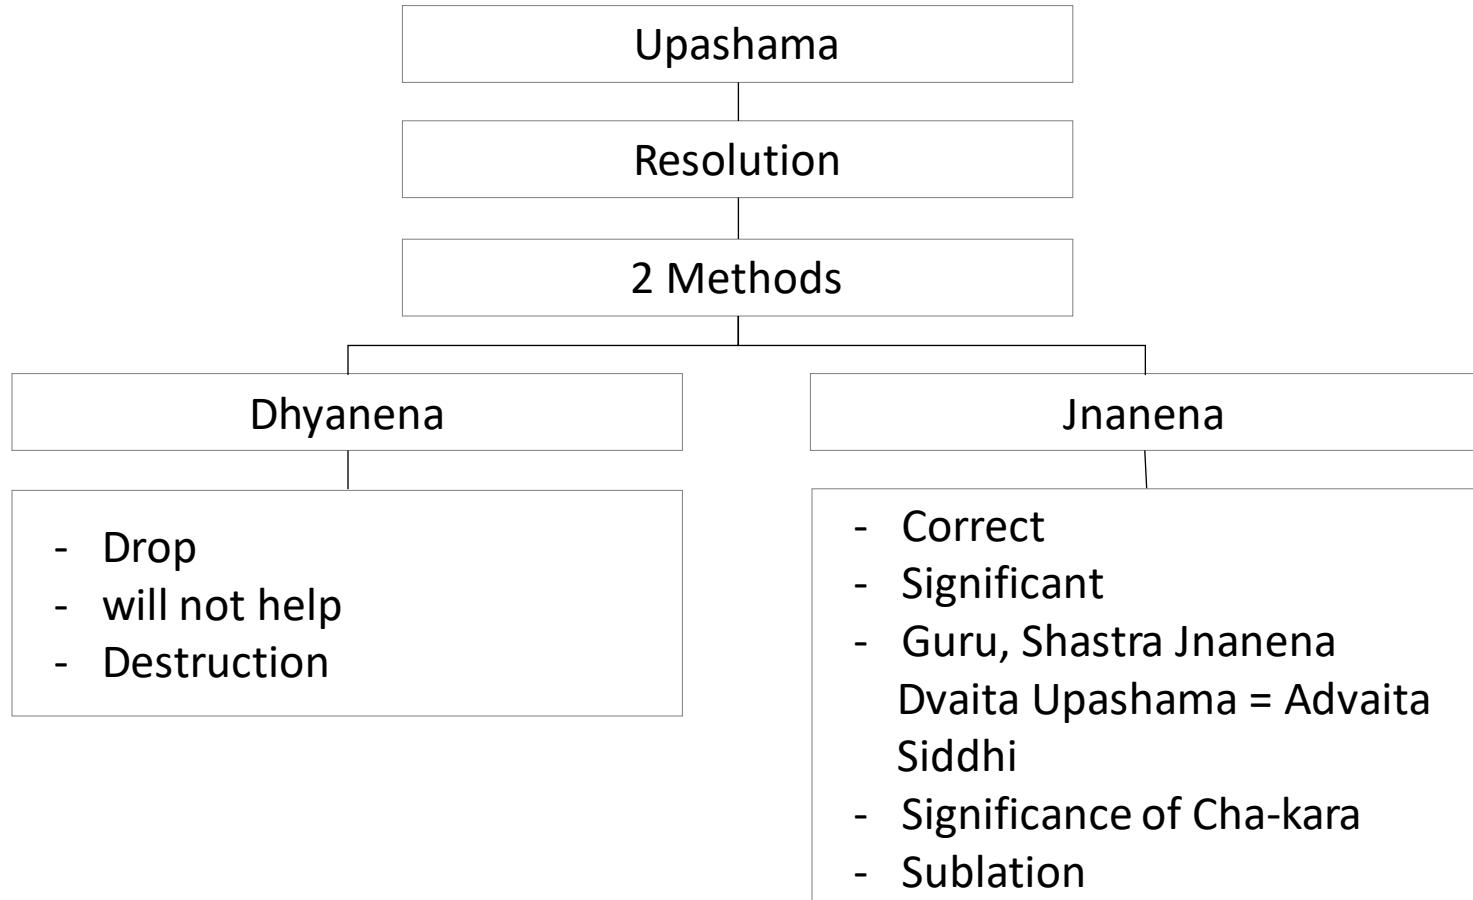 Upashama
Resolution
2 Methods
Dhyanena
- Drop
- will not help
- Destruction
Jnanena
- Correct
- Significant
- Guru, Shastra Jnanena
Dvaita Upashama = Advaita
Siddhi
- Significance of Cha-kara
- Sublation